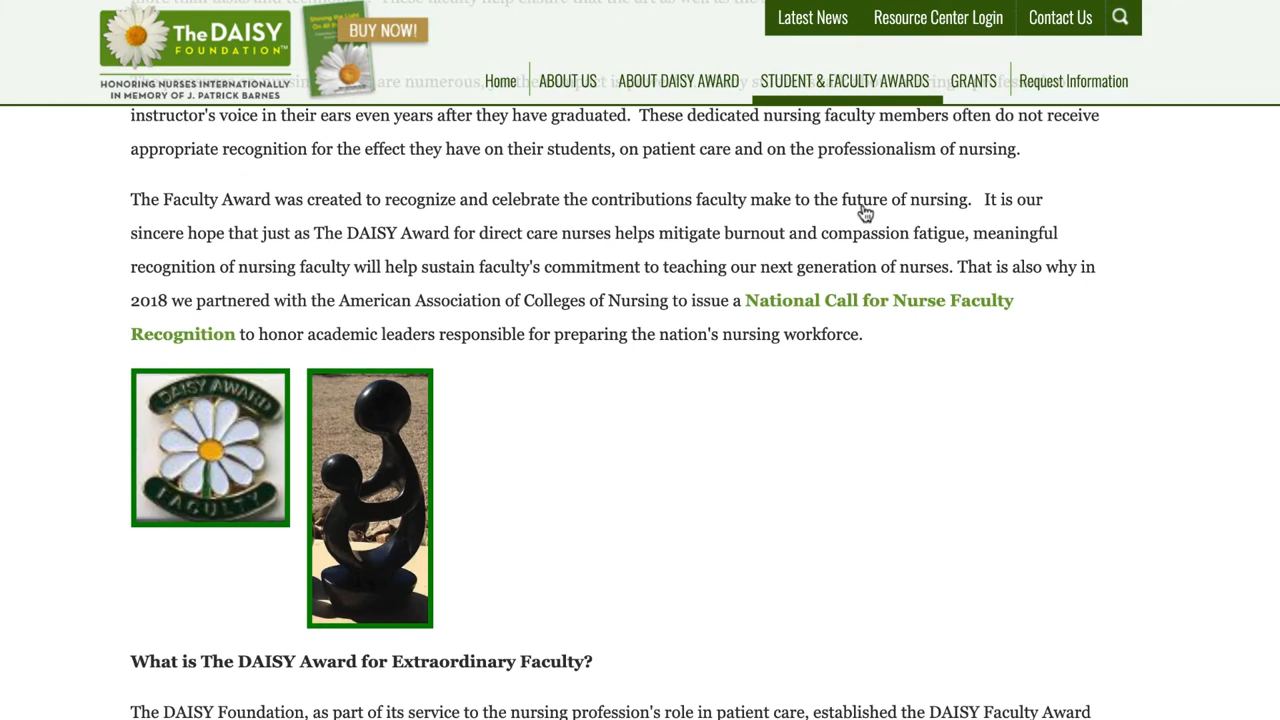 The DAISY
FOUNDATION™
HONORING NURSES INTERNATIONALLY
IN MEMORY OF J. PATRICK BARNES
Shining the Light
BUY NOW!
Latest News
Resource Center Login
Contact Us
Home
ABOUT US
ABOUT DAISY AWARD
STUDENT & FACULTY AWARDS
GRANTS
Request Information
instructor's voice in their ears even years after they have graduated. These dedicated nursing faculty members often do not receive
appropriate recognition for the effect they have on their students, on patient care and on the professionalism of nursing.
The Faculty Award was created to recognize and celebrate the contributions faculty make to the future of nursing. It is our
sincere hope that just as The DAISY Award for direct care nurses helps mitigate burnout and compassion fatigue, meaningful
recognition of nursing faculty will help sustain faculty's commitment to teaching our next generation of nurses. That is also why in
2018 we partnered with the American Association of Colleges of Nursing to issue a National Call for Nurse Faculty
Recognition to honor academic leaders responsible for preparing the nation's nursing workforce.
DAISY AWARD
FACULTY
What is The DAISY Award for Extraordinary Faculty?
The DAISY Foundation, as part of its service to the nursing profession's role in patient care, established the DAISY Faculty Award